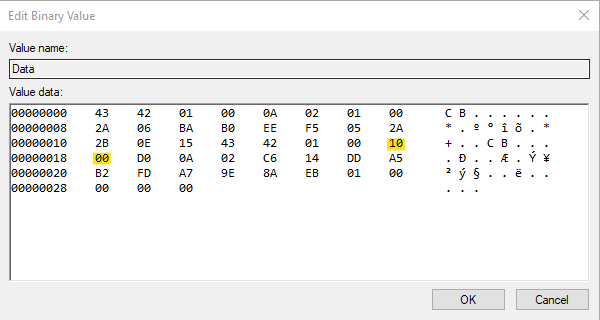 Edit Binary Value
Value name:
Data
Value data:
00000000 43 42 01 00 0A 02 01 00 C B . . . . . .
00000008 2A 06 BA B0 EE F5 05 2A * . º ° î õ . *
00000010 2B 0E 15 43 42 01 00 10 + . . C B . . .
00000018 00 D0 0A 02 C6 14 DD A5 . Ð . . Æ . Ý ¥
00000020 B2 FD A7 9E 8A EB 01 00 ² ý § . . ë . .
00000028 00 00 00 . . .
OK Cancel